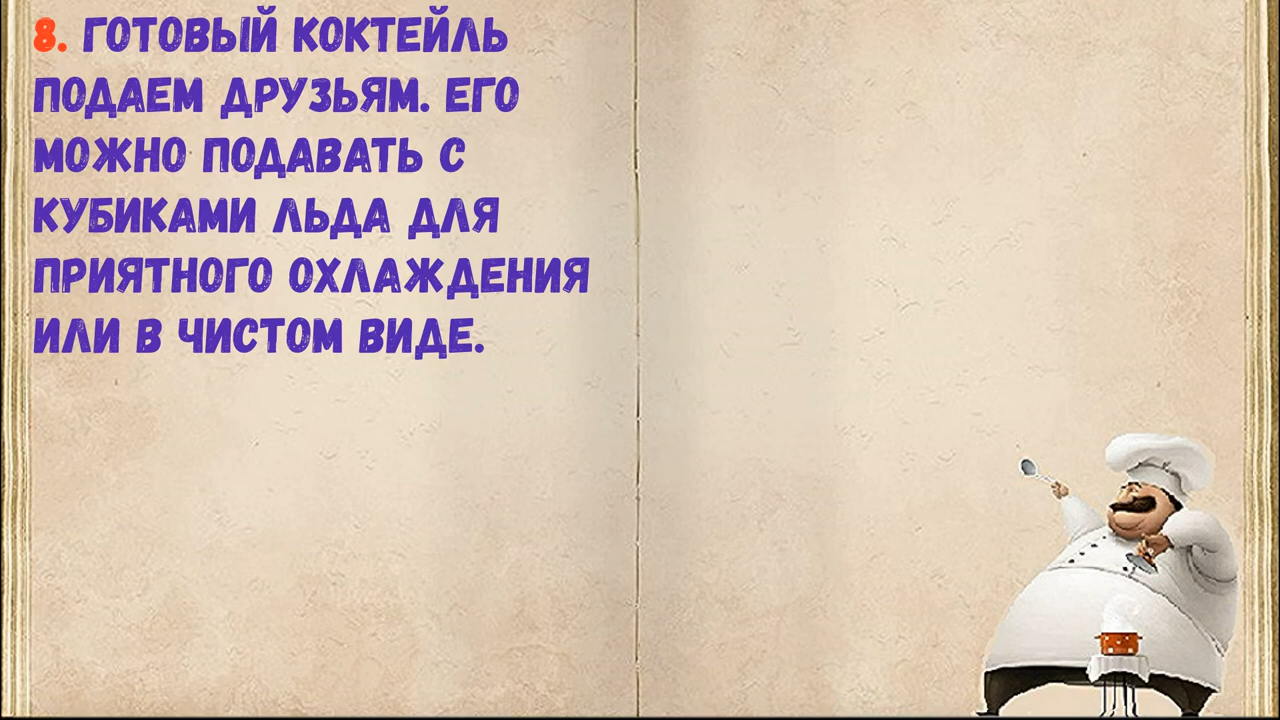 8. ГОТОВЫЙ КОКТЕЙЛЬ
ПОДАЕМ ДРУЗЬЯМ. ЕГО
МОЖНО ПОДАВАТЬ С
КУБИКАМИ ЛЬДА ДЛЯ
ПРИЯТНОГО ОХЛАЖДЕНИЯ
ИЛИ В ЧИСТОМ ВИДЕ.